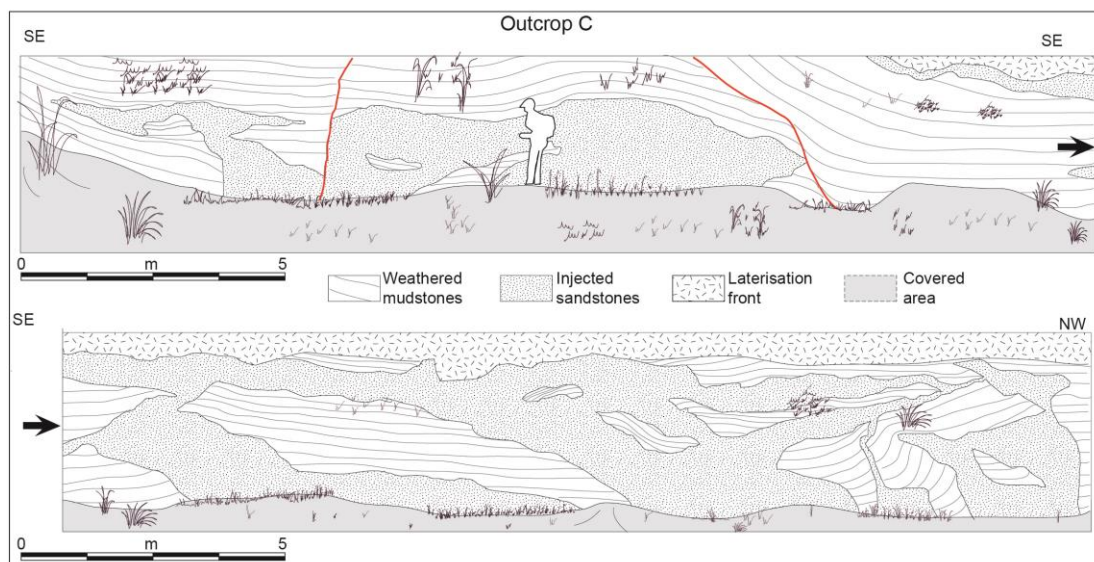 Outcrop C
SE
SE
0 m 5
Weathered
mudstones
Injected
sandstones
Laterisation
front
Covered
area
SE
NW
0 m 5